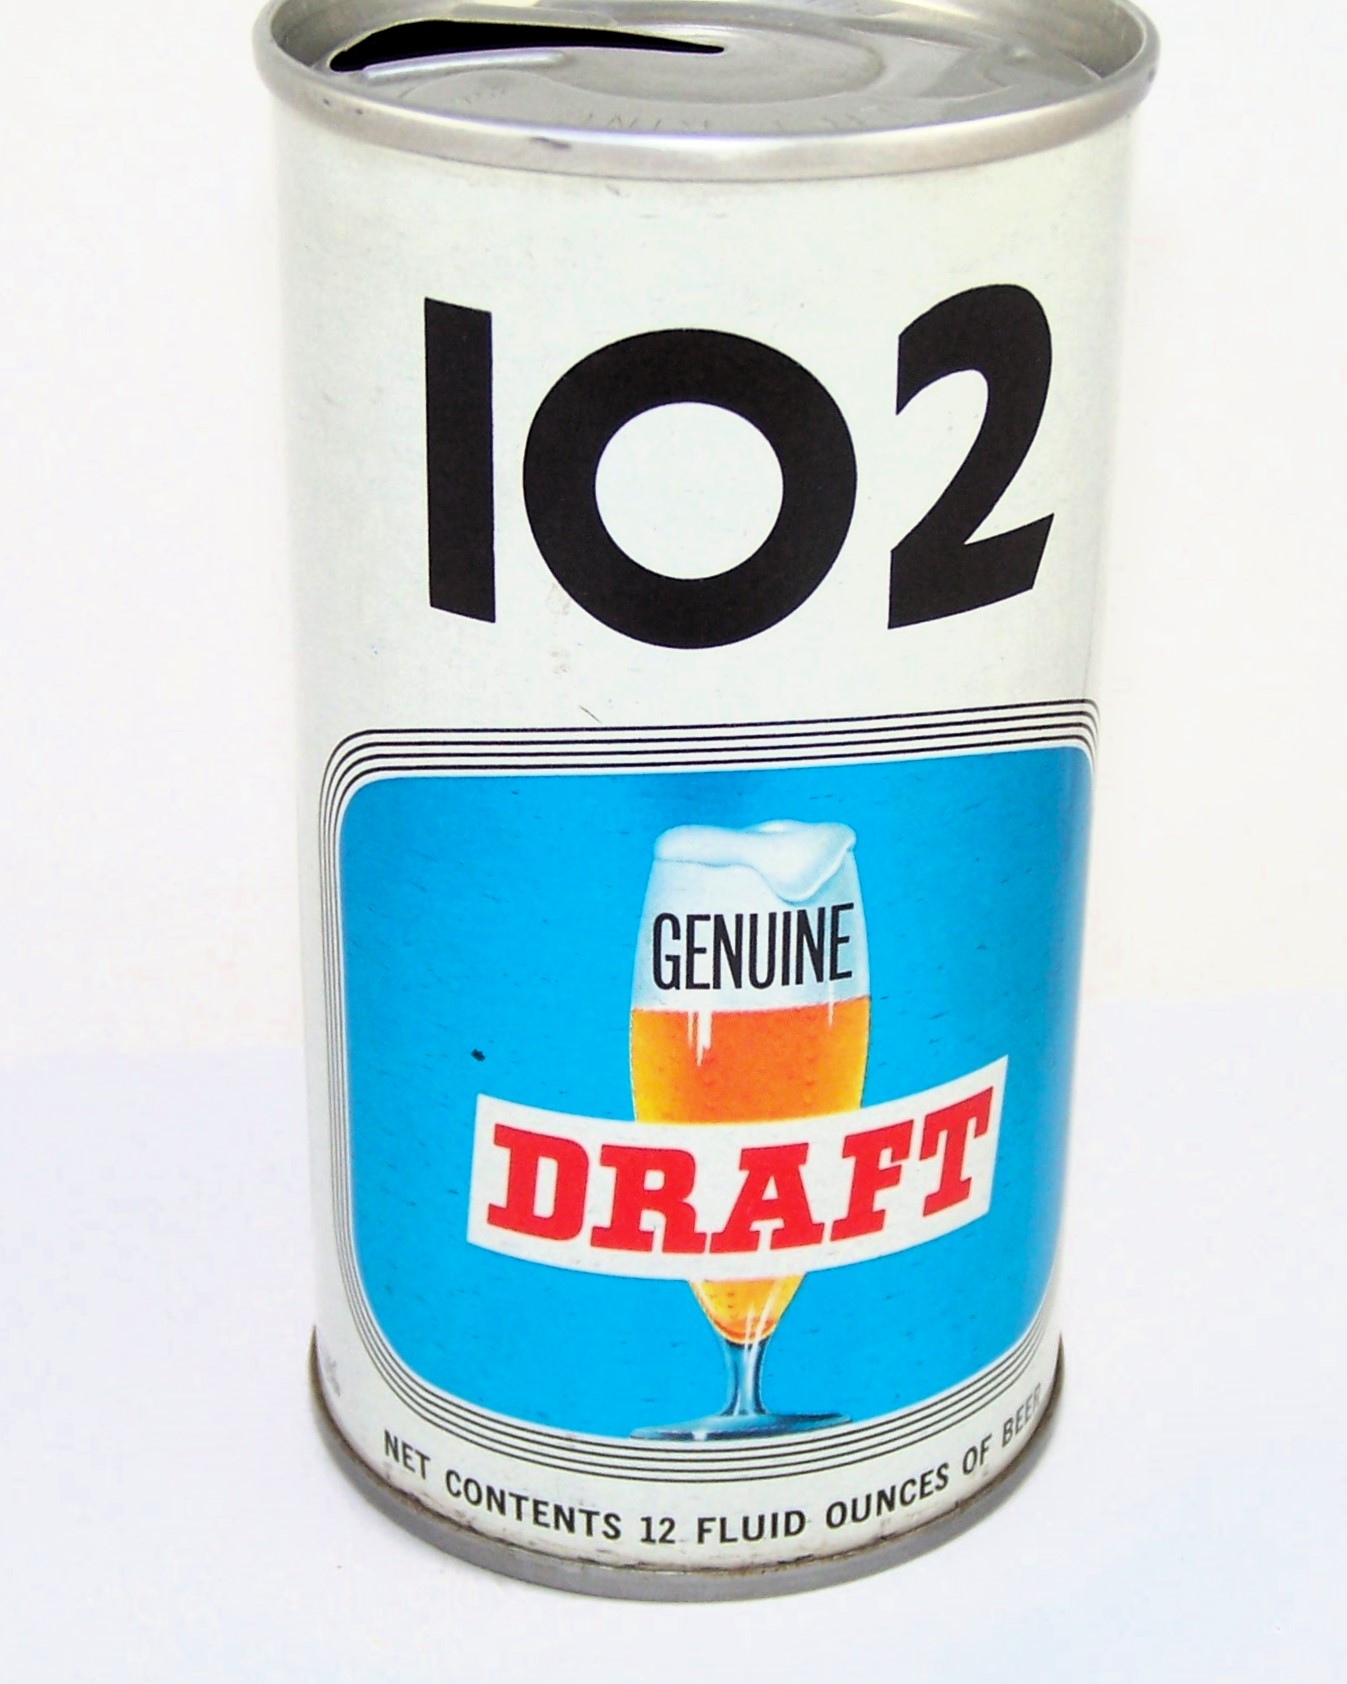 102
GENUINE
DRAFT
NET CONTENTS 12 FLUID OUNCES OF BEER